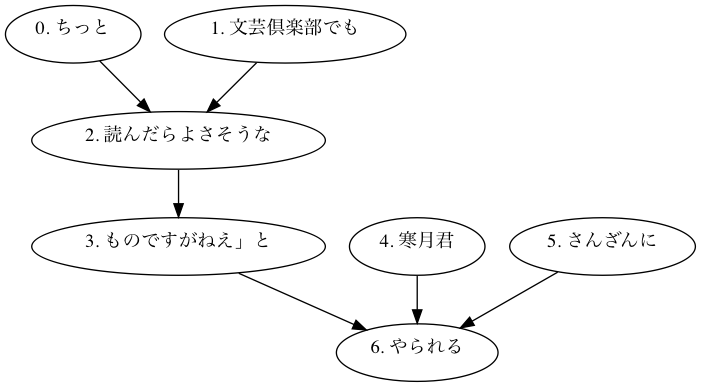 0. ちっと
1. 文芸倶楽部でも
2. 読んだらよさそうな
3. ものですがねえ」と
4. 寒月君
5. さんざんに
6. やられる